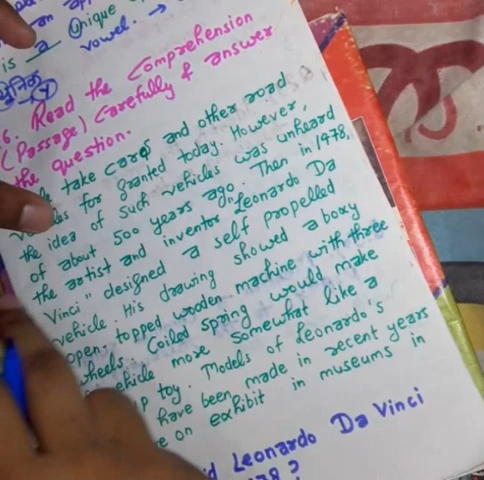 an
is a unique
vowel. →
6. Read the Comprehension
(Passage) Carefully & answer
the question.
take cars and other road
for granted today. However,
the idea of such vehicles was unheard
of about 500 years ago. Then in 1478,
the artist and inventor "Leonardo Da
Vinci" designed a self propelled
vehicle. His drawing showed a boxy
open-topped wooden machine with three
wheels. Coiled spring would make
vehicle more somewhat like a
toy. Models of Leonardo's
have been made in recent years
on exhibit in museums in
Leonardo Da Vinci
?